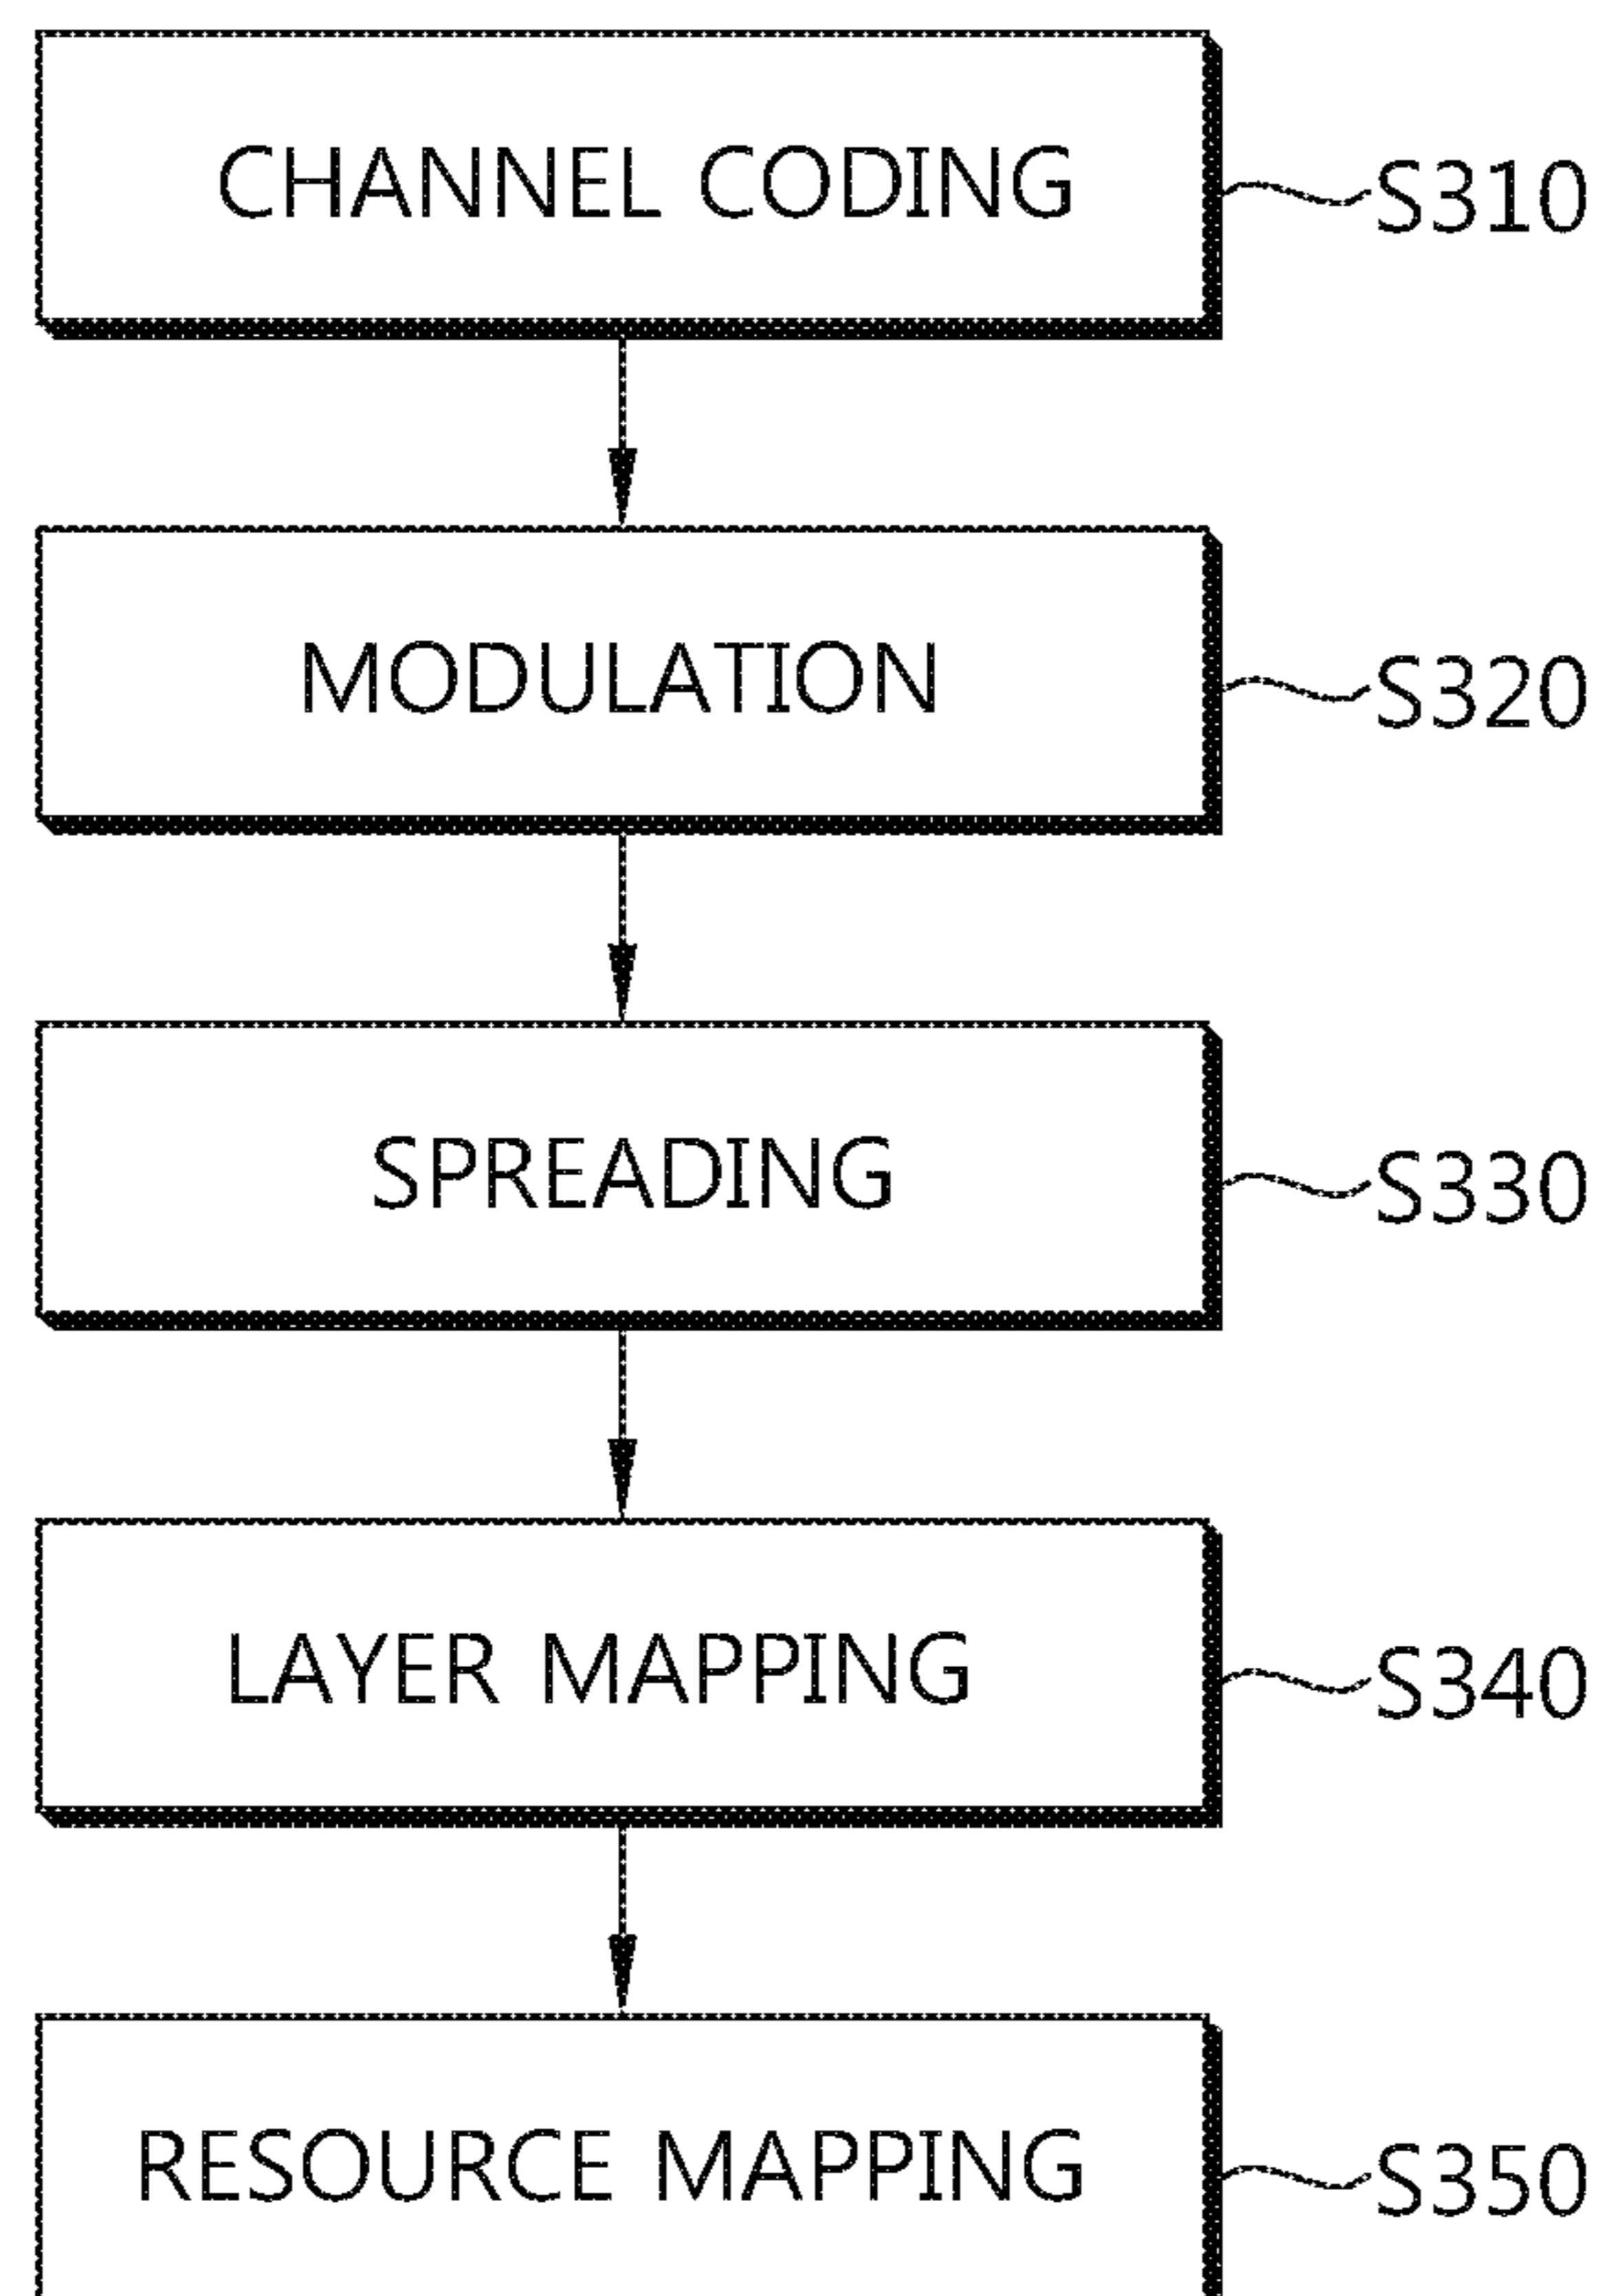 CHANNEL CODING
S310
MODULATION
S320
SPREADING
S330
LAYER MAPPING
S340
RESOURCE MAPPING
S350